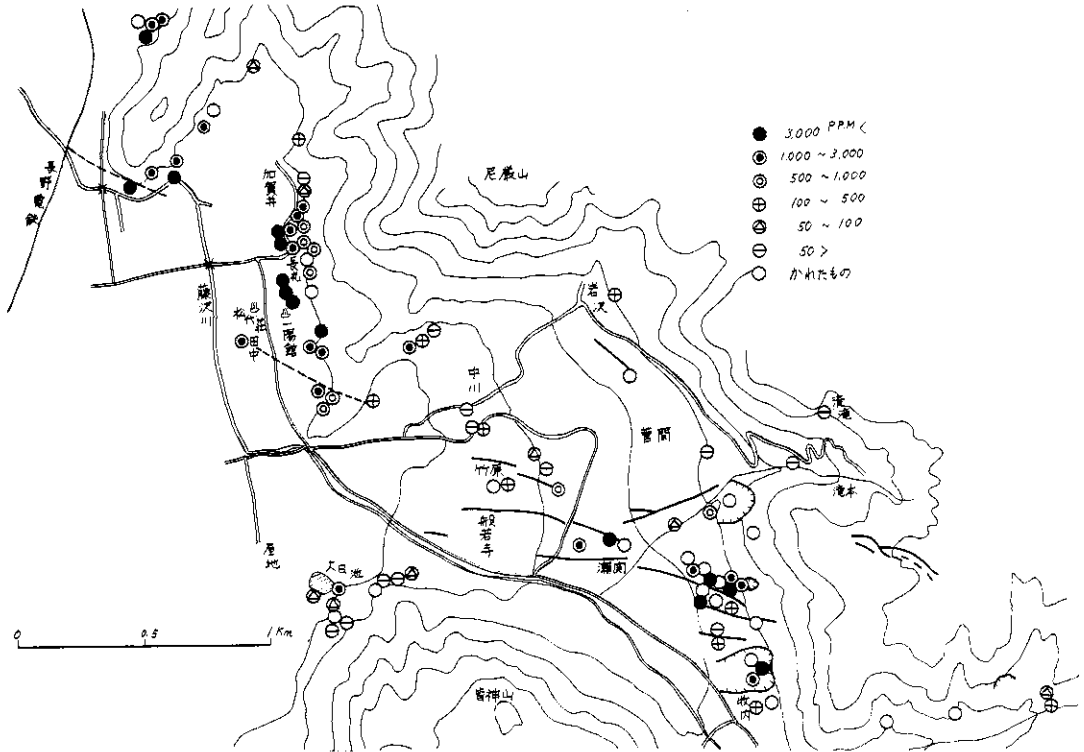 3,000 PPM <
1,000 ~ 3,000
500 ~ 1,000
100 ~ 500
50 ~ 100
50 >
かれたもの
尼厳山
加賀井
長野電鉄
藤沢川
松代荘
田中
一陽館
岩沢
中川
菅間
清滝
滝本
竹原
般若寺
瀬関
屋地
大日池
牧内
皆神山
0
0.5
1 Km